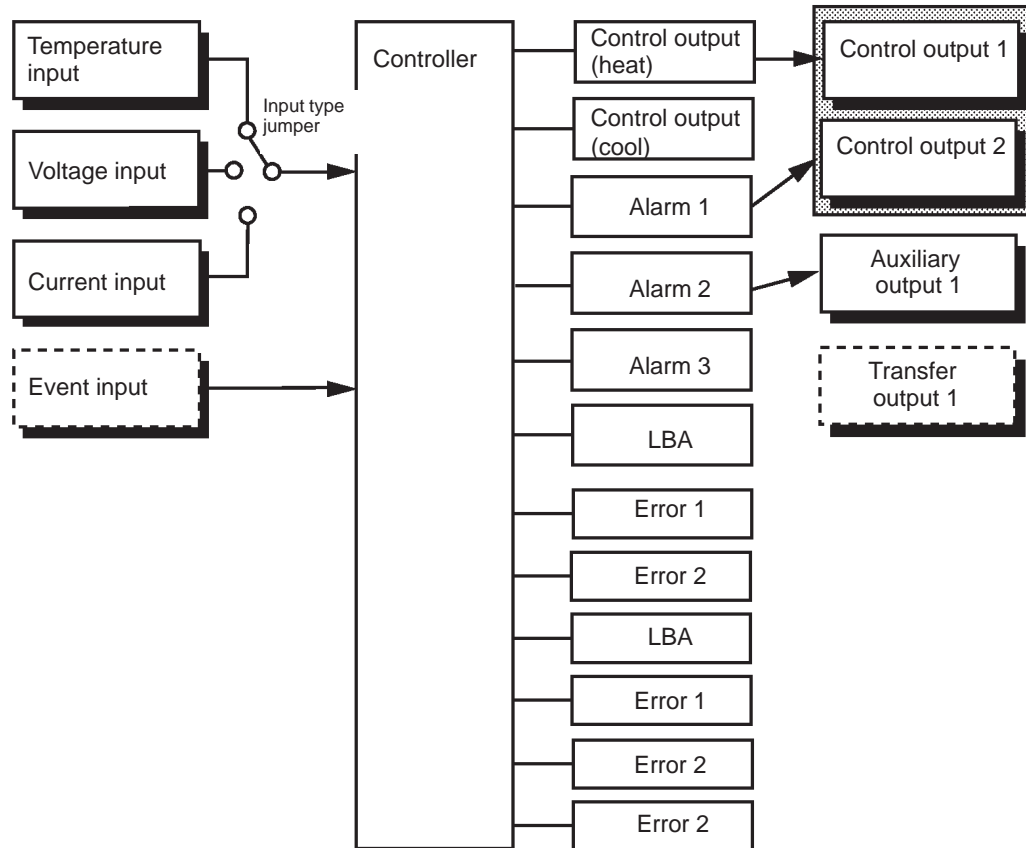 Temperature
input
Voltage input
Current input
Event input
Input type
jumper
Controller
Control output
(heat)
Control output
(cool)
Alarm 1
Alarm 2
Alarm 3
LBA
Error 1
Error 2
LBA
Error 1
Error 2
Error 2
Control output 1
Control output 2
Auxiliary
output 1
Transfer
output 1